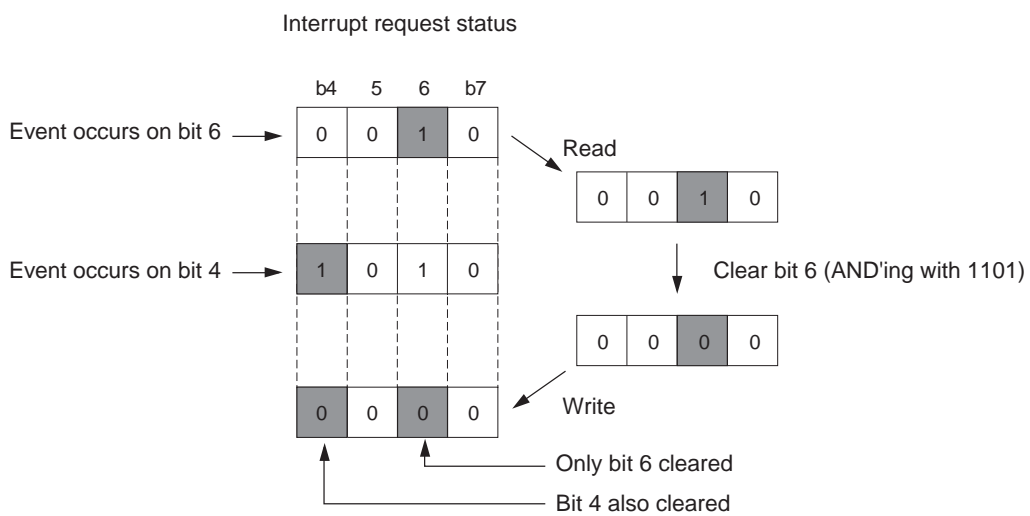 Interrupt request status
b4 5 6 b7
Event occurs on bit 6
0 0 1 0
Read
0 0 1 0
Event occurs on bit 4
1 0 1 0
Clear bit 6 (AND'ing with 1101)
0 0 0 0
Write
0 0 0 0
Only bit 6 cleared
Bit 4 also cleared